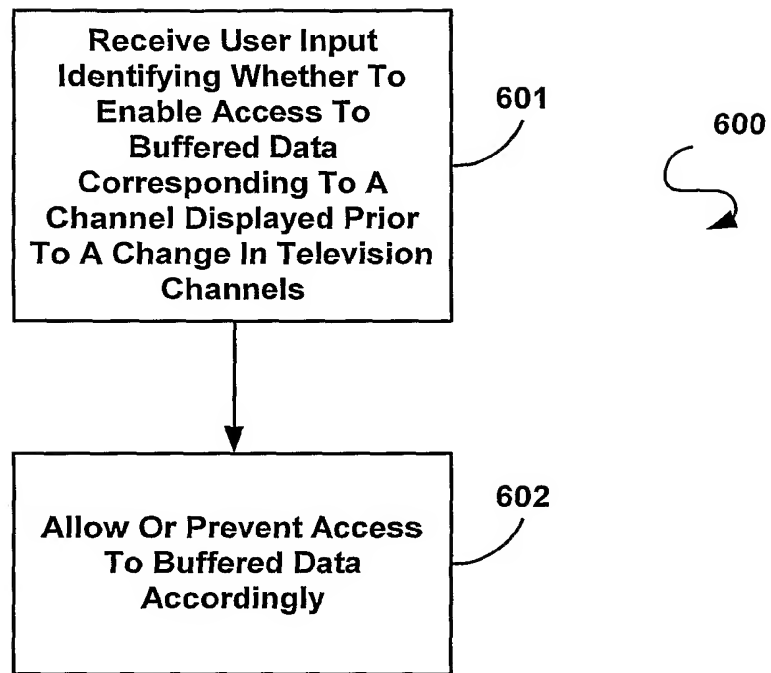 Receive User Input
Identifying Whether To
Enable Access To
Buffered Data
Corresponding To A
Channel Displayed Prior
To A Change In Television
Channels
601
600
Allow Or Prevent Access
To Buffered Data
Accordingly
602